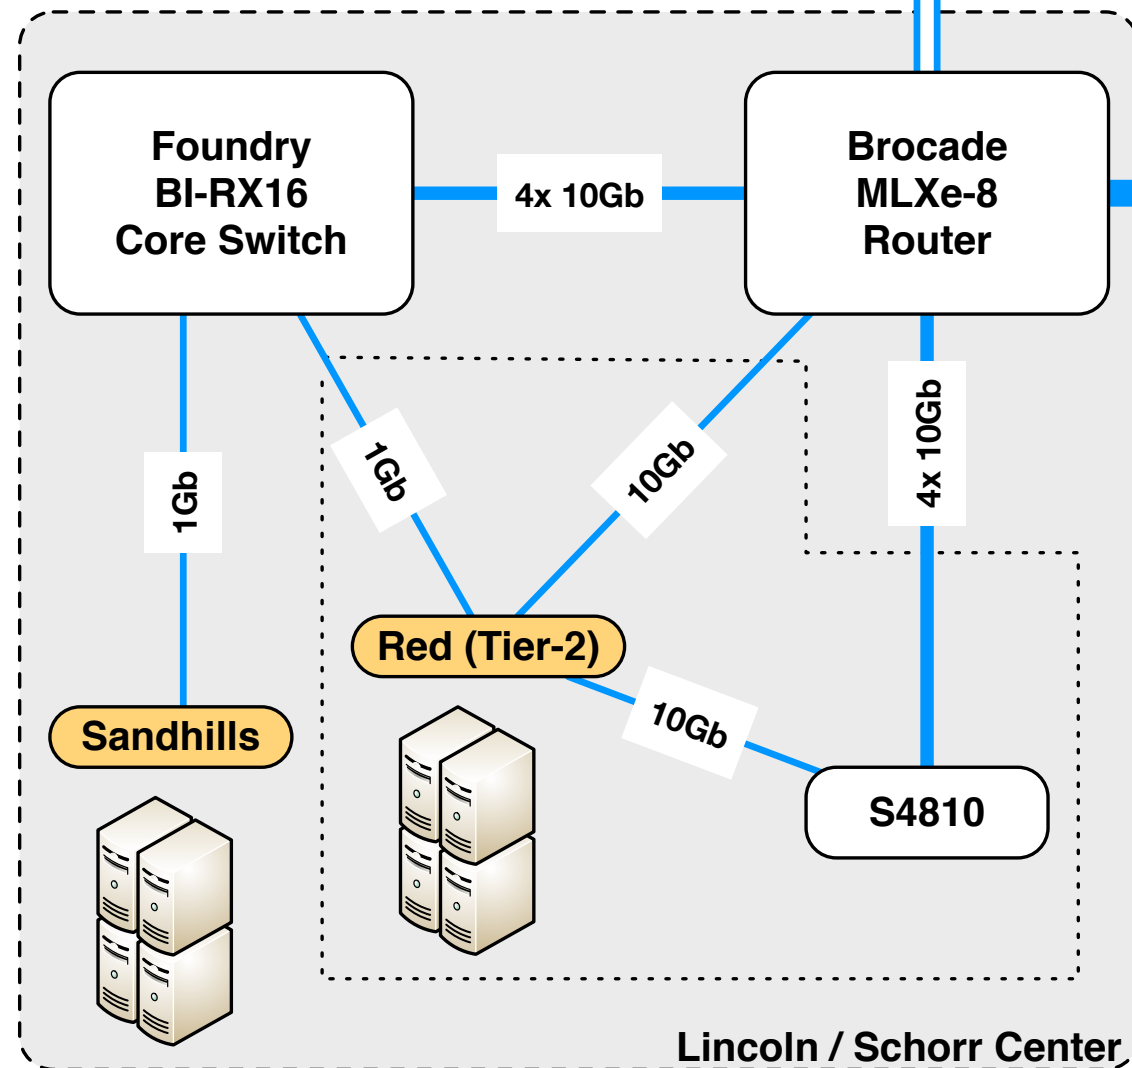 Foundry
BI-RX16
Core Switch
4x 10Gb
Brocade
MLXe-8
Router
1Gb
1Gb
10Gb
4x 10Gb
Red (Tier-2)
Sandhills
10Gb
S4810
Lincoln / Schorr Center